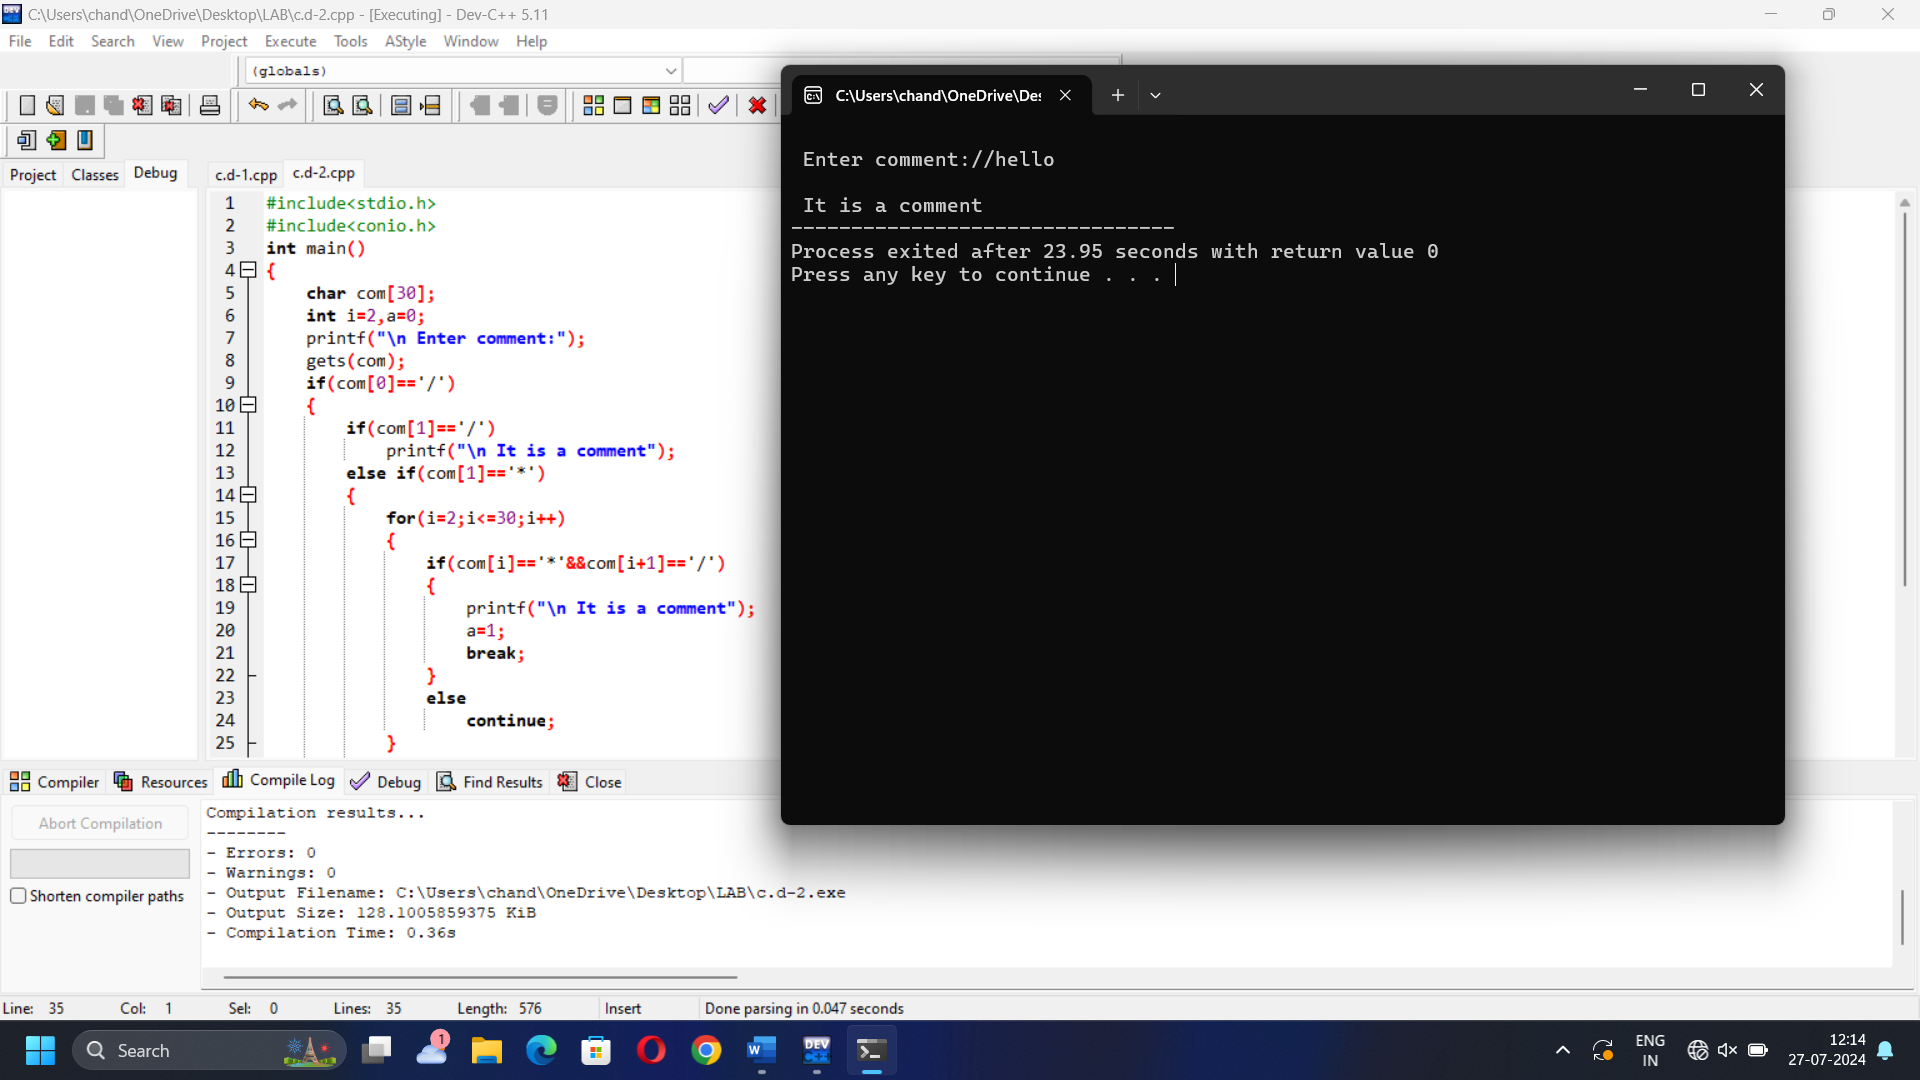 C:\Users\chand\OneDrive\Desktop\LAB\c.d-2.cpp - [Executing] - Dev-C++ 5.11
File Edit Search View Project Execute Tools AStyle Window Help
(globals)
Project Classes Debug
c.d-1.cpp c.d-2.cpp
1 #include<stdio.h>
2 #include<conio.h>
3 int main()
4 {
5 char com[30];
6 int i=2,a=0;
7 printf("\n Enter comment:");
8 gets(com);
9 if(com[0]=='/')
10 {
11 if(com[1]=='/')
12 printf("\n It is a comment");
13 else if(com[1]=='*')
14 {
15 for(i=2;i<=30;i++)
16 {
17 if(com[i]=='*'&&com[i+1]=='/')
18 {
19 printf("\n It is a comment");
20 a=1;
21 break;
22 }
23 else
24 continue;
25 }
C:\Users\chand\OneDrive\De
Enter comment://hello
It is a comment
--------------------------------
Process exited after 23.95 seconds with return value 0
Press any key to continue . . .
Compiler Resources Compile Log Debug Find Results Close
Abort Compilation
Shorten compiler paths
Compilation results...
--------
- Errors: 0
- Warnings: 0
- Output Filename: C:\Users\chand\OneDrive\Desktop\LAB\c.d-2.exe
- Output Size: 128.1005859375 KiB
- Compilation Time: 0.36s
Line: 35 Col: 1 Sel: 0 Lines: 35 Length: 576 Insert Done parsing in 0.047 seconds
Search
1
DEV
C++
ENG
IN
12:14
27-07-2024